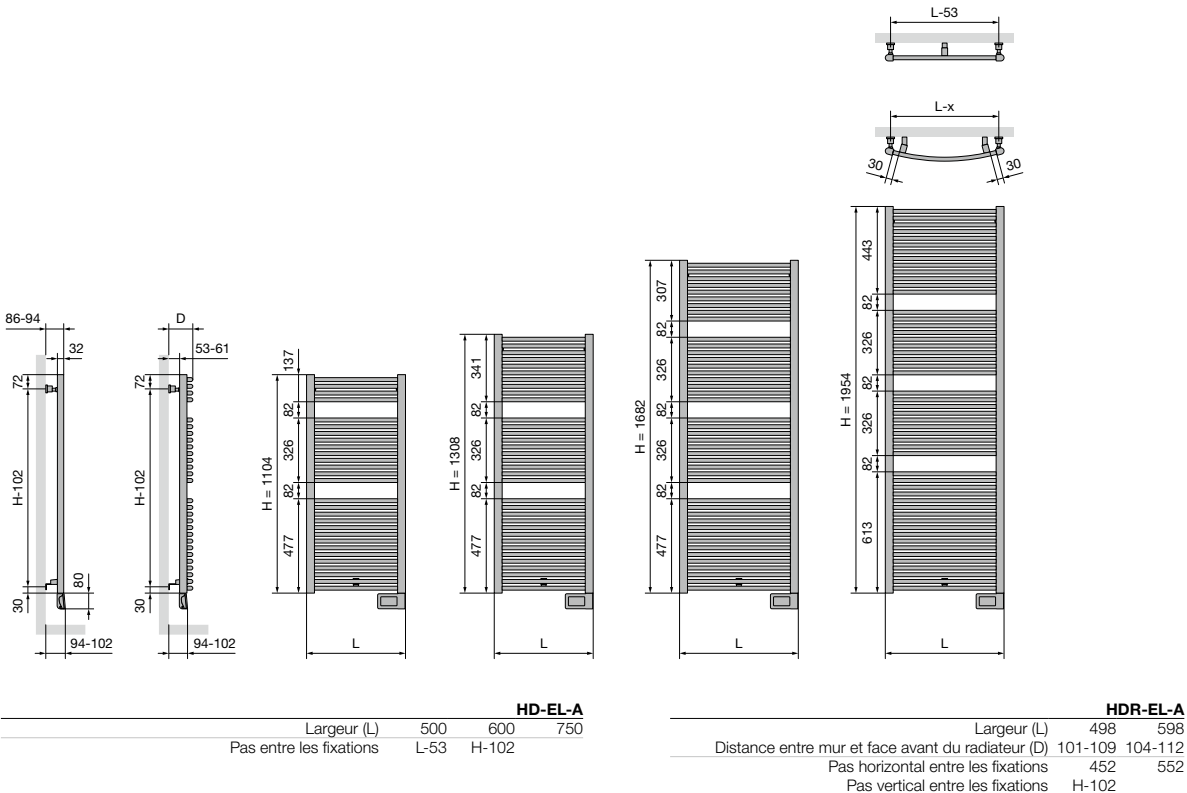 L-53
L-x
30
30
86-94
32
72
H-102
30
80
94-102
D
53-61
72
H-102
30
94-102
H = 1104
137
82
326
82
477
L
H = 1308
341
82
326
82
477
L
H = 1682
307
82
326
82
326
82
477
L
H = 1954
443
82
326
82
326
82
613
L
HD-EL-A
Largeur (L) 500 600 750
Pas entre les fixations L-53 H-102
HDR-EL-A
Largeur (L) 498 598
Distance entre mur et face avant du radiateur (D) 101-109 104-112
Pas horizontal entre les fixations 452 552
Pas vertical entre les fixations H-102